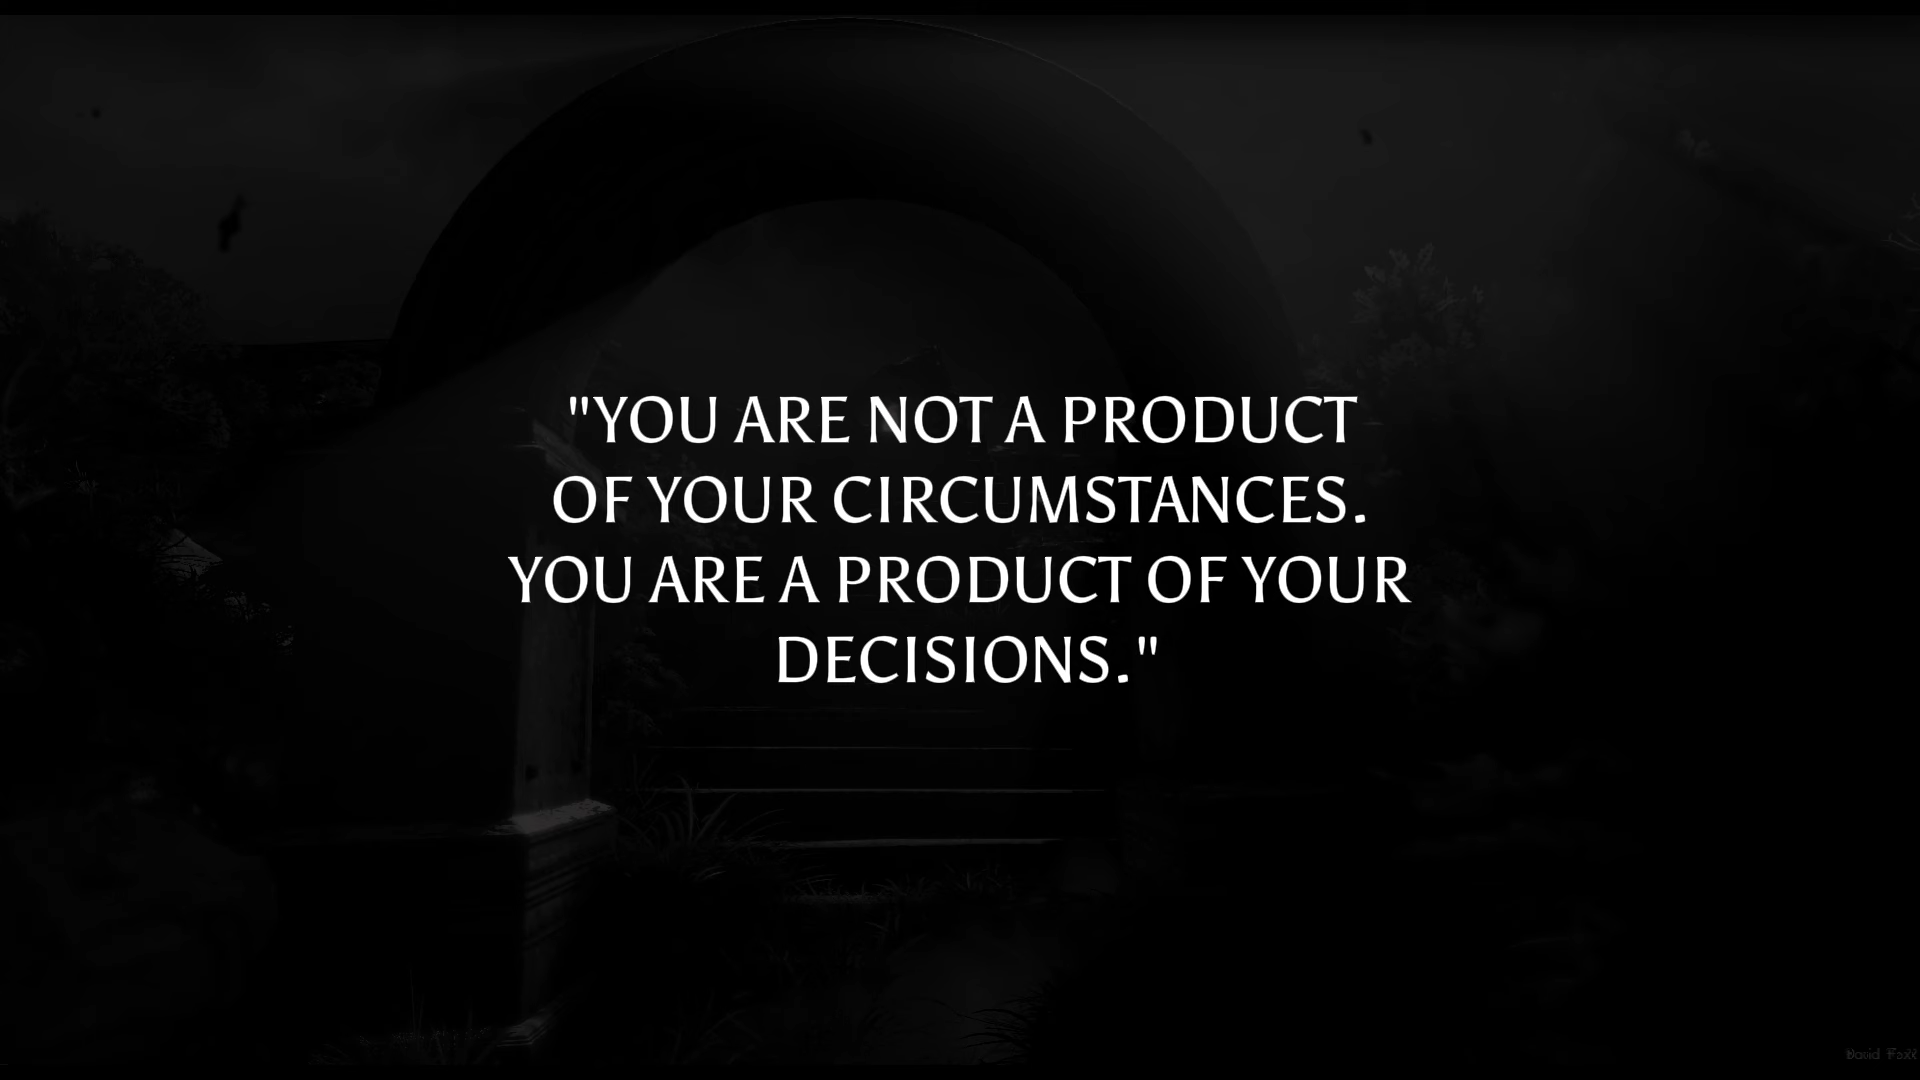 "YOU ARE NOT A PRODUCT
OF YOUR CIRCUMSTANCES.
YOU ARE A PRODUCT OF YOUR
DECISIONS."